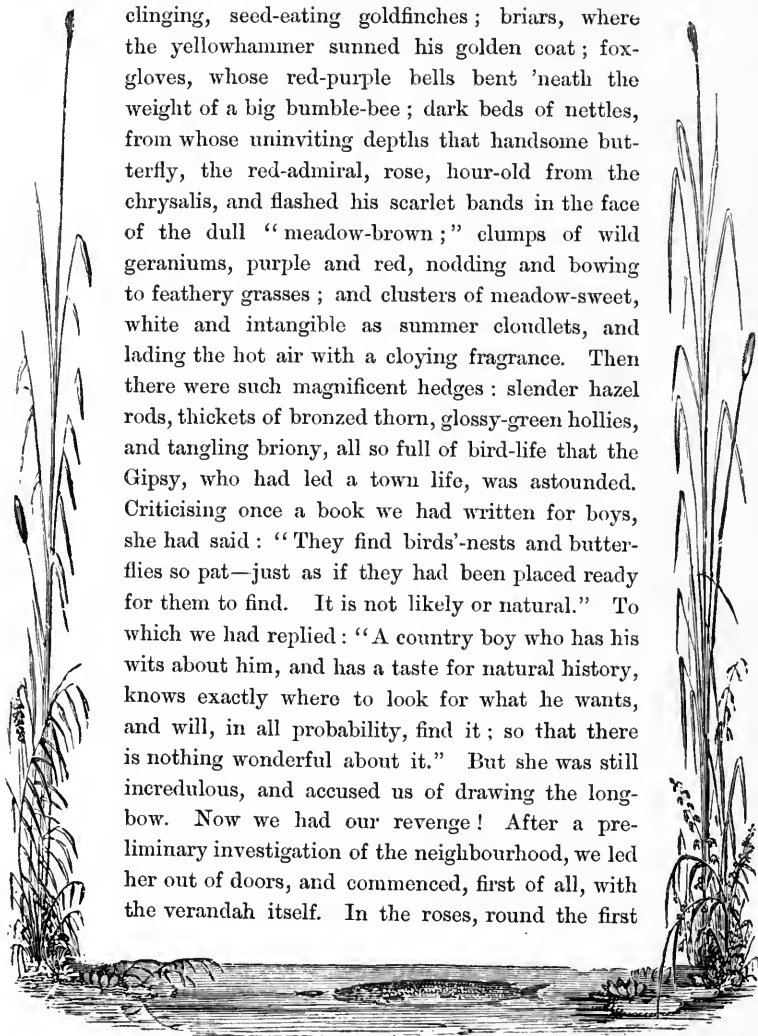 clinging, seed-eating goldfinches ; briars, where
the yellowhammer sunned his golden coat ; fox-
gloves, whose red-purple bells bent 'neath the
weight of a big bumble-bee ; dark beds of nettles,
from whose uninviting depths that handsome but-
terfly, the red-admiral, rose, hour-old from the
chrysalis, and flashed his scarlet bands in the face
of the dull “ meadow-brown ; ” clumps of wild
geraniums, purple and red, nodding and bowing
to feathery grasses ; and clusters of meadow-sweet,
white and intangible as summer cloudlets, and
lading the hot air with a cloying fragrance. Then
there were such magnificent hedges : slender hazel
rods, thickets of bronzed thorn, glossy-green hollies,
and tangling briony, all so full of bird-life that the
Gipsy, who had led a town life, was astounded.
Criticising once a book we had written for boys,
she had said : “ They find birds'-nests and butter-
flies so pat—just as if they had been placed ready
for them to find. It is not likely or natural.” To
which we had replied : “A country boy who has his
wits about him, and has a taste for natural history,
knows exactly where to look for what he wants,
and will, in all probability, find it ; so that there
is nothing wonderful about it.” But she was still
incredulous, and accused us of drawing the long-
bow. Now we had our revenge ! After a pre-
liminary investigation of the neighbourhood, we led
her out of doors, and commenced, first of all, with
the verandah itself. In the roses, round the first